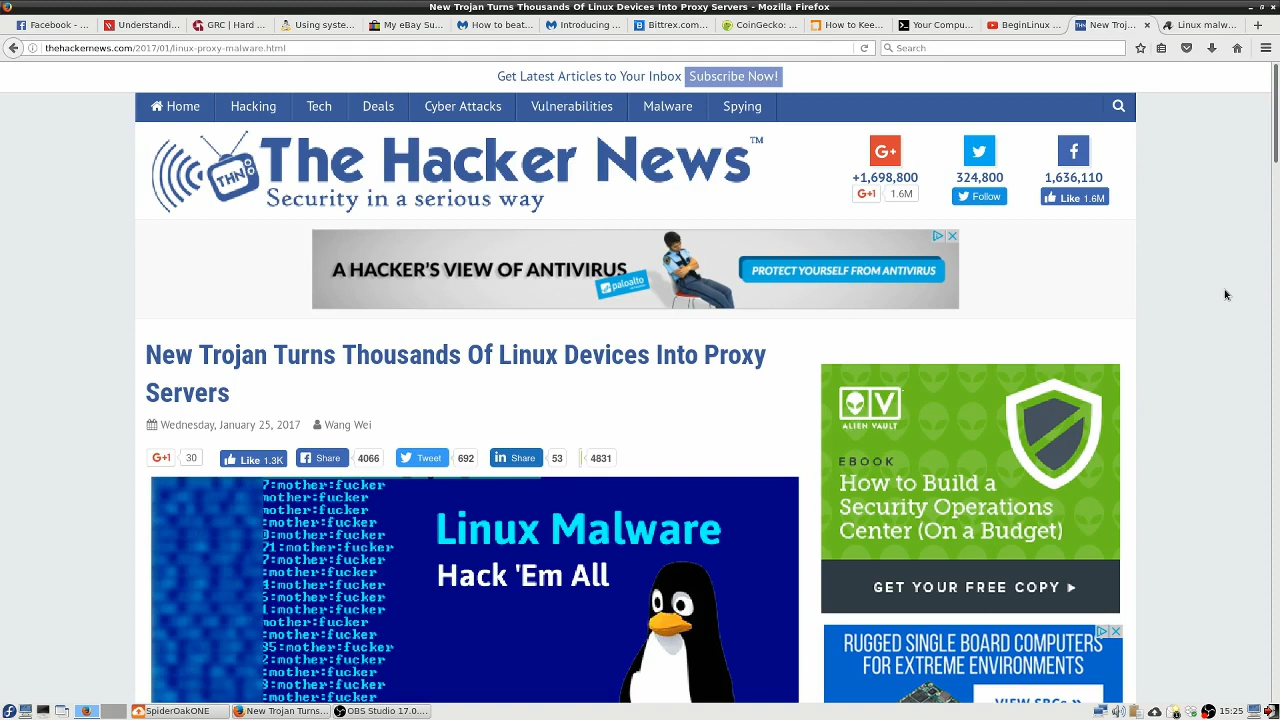 New Trojan Turns Thousands Of Linux Devices Into Proxy Servers - Mozilla Firefox
Facebook - ...
Understandi...
GRC | Hard ...
Using syste...
My eBay Su...
How to beat...
Introducing ...
Bittrex.com...
CoinGecko: ...
How to Kee...
Your Compu...
BeginLinux ...
New Troj...
Linux malw...
thehackernews.com/2017/01/linux-proxy-malware.html
Search
Get Latest Articles to Your Inbox Subscribe Now!
Home Hacking Tech Deals Cyber Attacks Vulnerabilities Malware Spying
THN
The Hacker News™
Security in a serious way
+1,698,800
G+1 1.6M
324,800
Follow
1,636,110
Like 1.6M
A HACKER'S VIEW OF ANTIVIRUS
paloalto
PROTECT YOURSELF FROM ANTIVIRUS
New Trojan Turns Thousands Of Linux Devices Into Proxy
Servers
Wednesday, January 25, 2017 Wang Wei
G+1 30 Like 1.3K Share 4066 Tweet 692 Share 53 4831
7:mother:fucker
mother:fucker
mother:fucker
:mother:fucker
:mother:fucker
21:mother:fucker
7:mother:fucker
:mother:fucker
:mother:fucker
:mother:fucker
:mother:fucker
mother:fucker
:mother:fucker
35:mother:fucker
2:mother:fucker
:mother:fucker
:mother:fucker
:mother:fucker
Linux Malware
Hack 'Em All
ALIEN VAULT
EBOOK
How to Build a
Security Operations
Center (On a Budget)
GET YOUR FREE COPY
RUGGED SINGLE BOARD COMPUTERS
FOR EXTREME ENVIRONMENTS
VIEW SBCs
SpiderOakONE
New Trojan Turns...
OBS Studio 17.0...
15:25